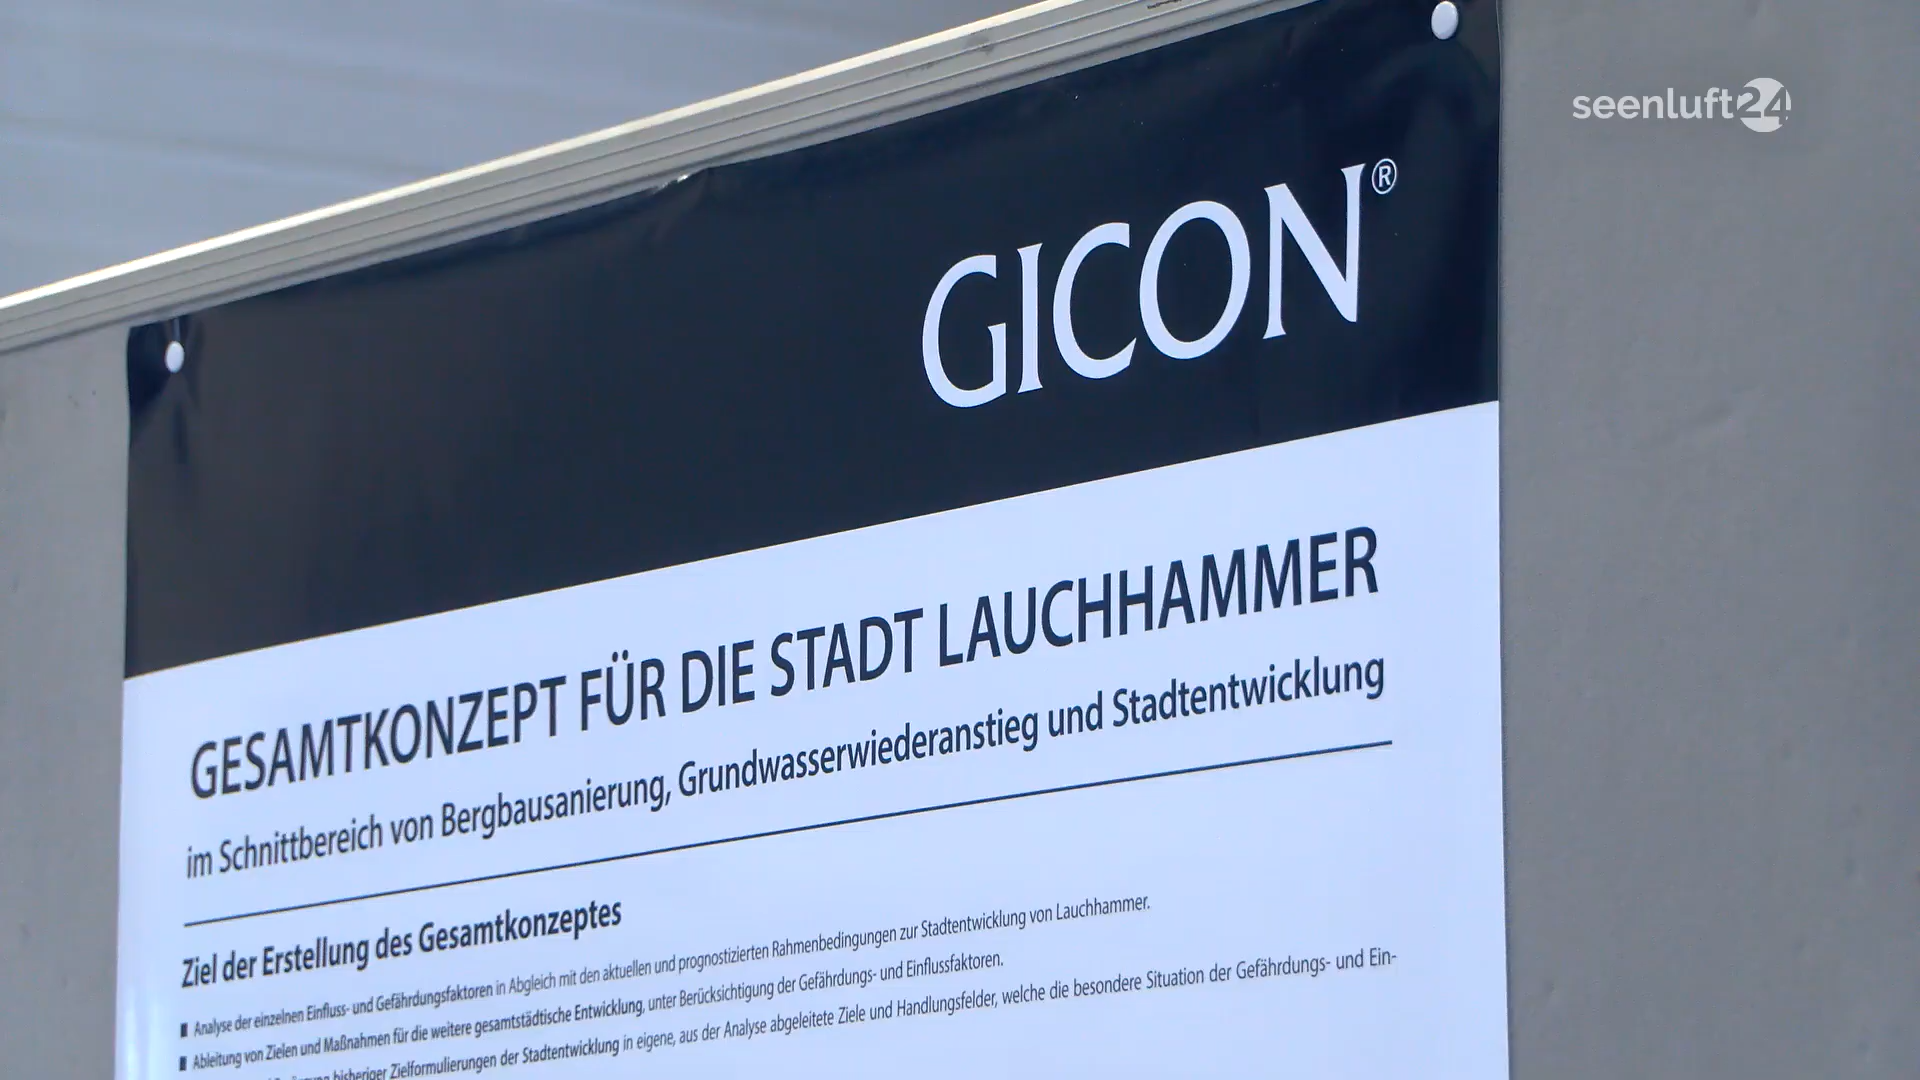 seenluft24
GICON®
GESAMTKONZEPT FÜR DIE STADT LAUCHHAMMER
im Schnittbereich von Bergbausanierung, Grundwasserwiederanstieg und Stadtentwicklung
Ziel der Erstellung des Gesamtkonzeptes
Analyse der einzelnen Einfluss- und Gefährdungsfaktoren in Abgleich mit den aktuellen und prognostizierten Rahmenbedingungen zur Stadtentwicklung von Lauchhammer.
Ableitung von Zielen und Maßnahmen für die weitere gesamtstädtische Entwicklung, unter Berücksichtigung der Gefährdungs- und Einflussfaktoren.
bisheriger Zielformulierungen der Stadtentwicklung in eigene, aus der Analyse abgeleitete Ziele und Handlungsfelder, welche die besondere Situation der Gefährdungs- und Ein-